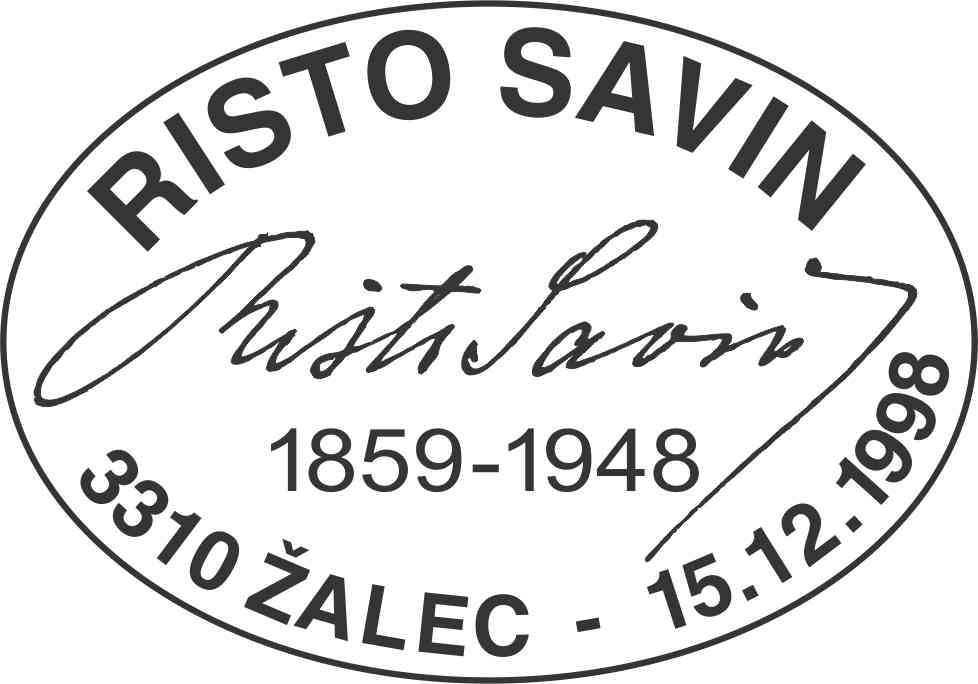 RISTO SAVIN
Risto Savin
1859-1948
3310 ŽALEC - 15.12.1998